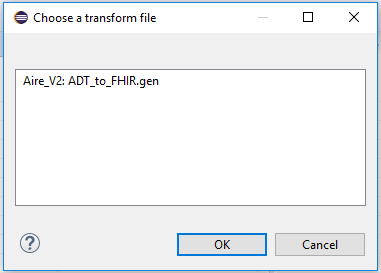 Choose a transform file
Aire_V2: ADT_to_FHIR.gen
?
OK
Cancel